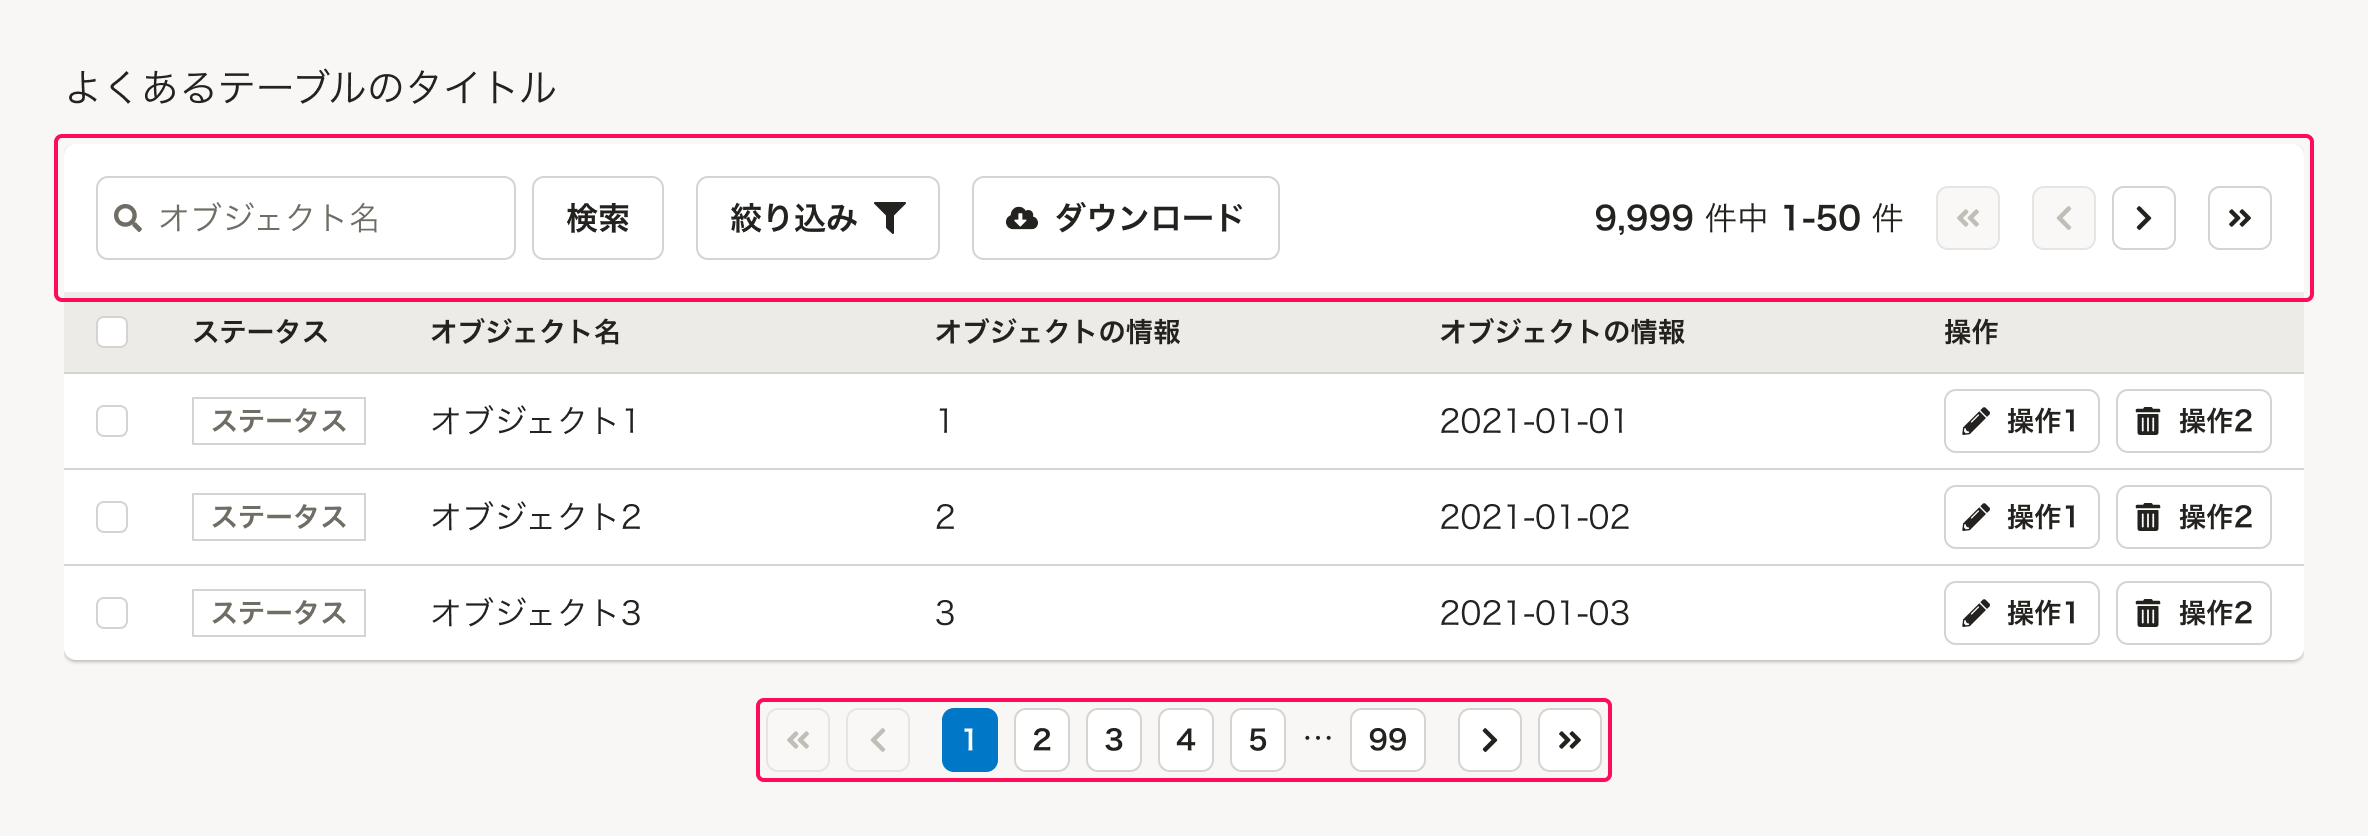 よくあるテーブルのタイトル
オブジェクト名 検索 絞り込み ダウンロード 9,999 件中 1-50 件
ステータス オブジェクト名 オブジェクトの情報 オブジェクトの情報 操作
ステータス オブジェクト1 1 2021-01-01 操作1 操作2
ステータス オブジェクト2 2 2021-01-02 操作1 操作2
ステータス オブジェクト3 3 2021-01-03 操作1 操作2
1 2 3 4 5 … 99